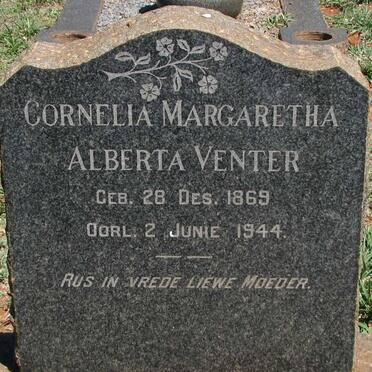 CORNELIA MARGARETHA
ALBERTA VENTER
GEB. 28 DES. 1869
OORL. 2 JUNIE 1944.
RUS IN VREDE LIEWE MOEDER.